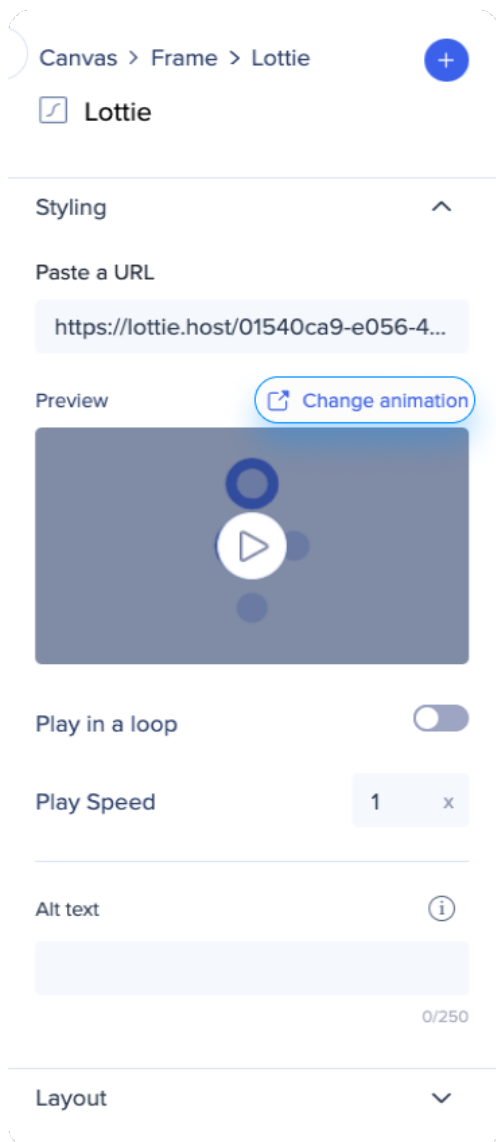 Canvas > Frame > Lottie
Lottie
Styling
Paste a URL
https://lottie.host/01540ca9-e056-4...
Preview
Change animation
Play in a loop
Play Speed
1 x
Alt text
0/250
Layout